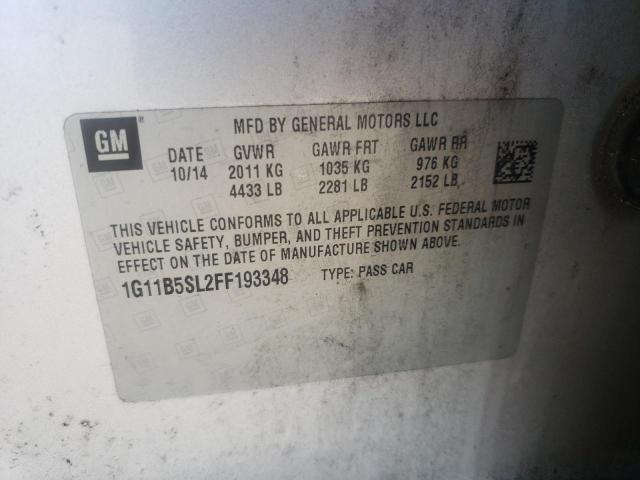 GM
MFD BY GENERAL MOTORS LLC
DATE GVWR GAWR FRT GAWR RR
10/14 2011 KG 1035 KG 976 KG
4433 LB 2281 LB 2152 LB
THIS VEHICLE CONFORMS TO ALL APPLICABLE U.S. FEDERAL MOTOR
VEHICLE SAFETY, BUMPER, AND THEFT PREVENTION STANDARDS IN
EFFECT ON THE DATE OF MANUFACTURE SHOWN ABOVE.
1G11B5SL2FF193348 TYPE: PASS CAR